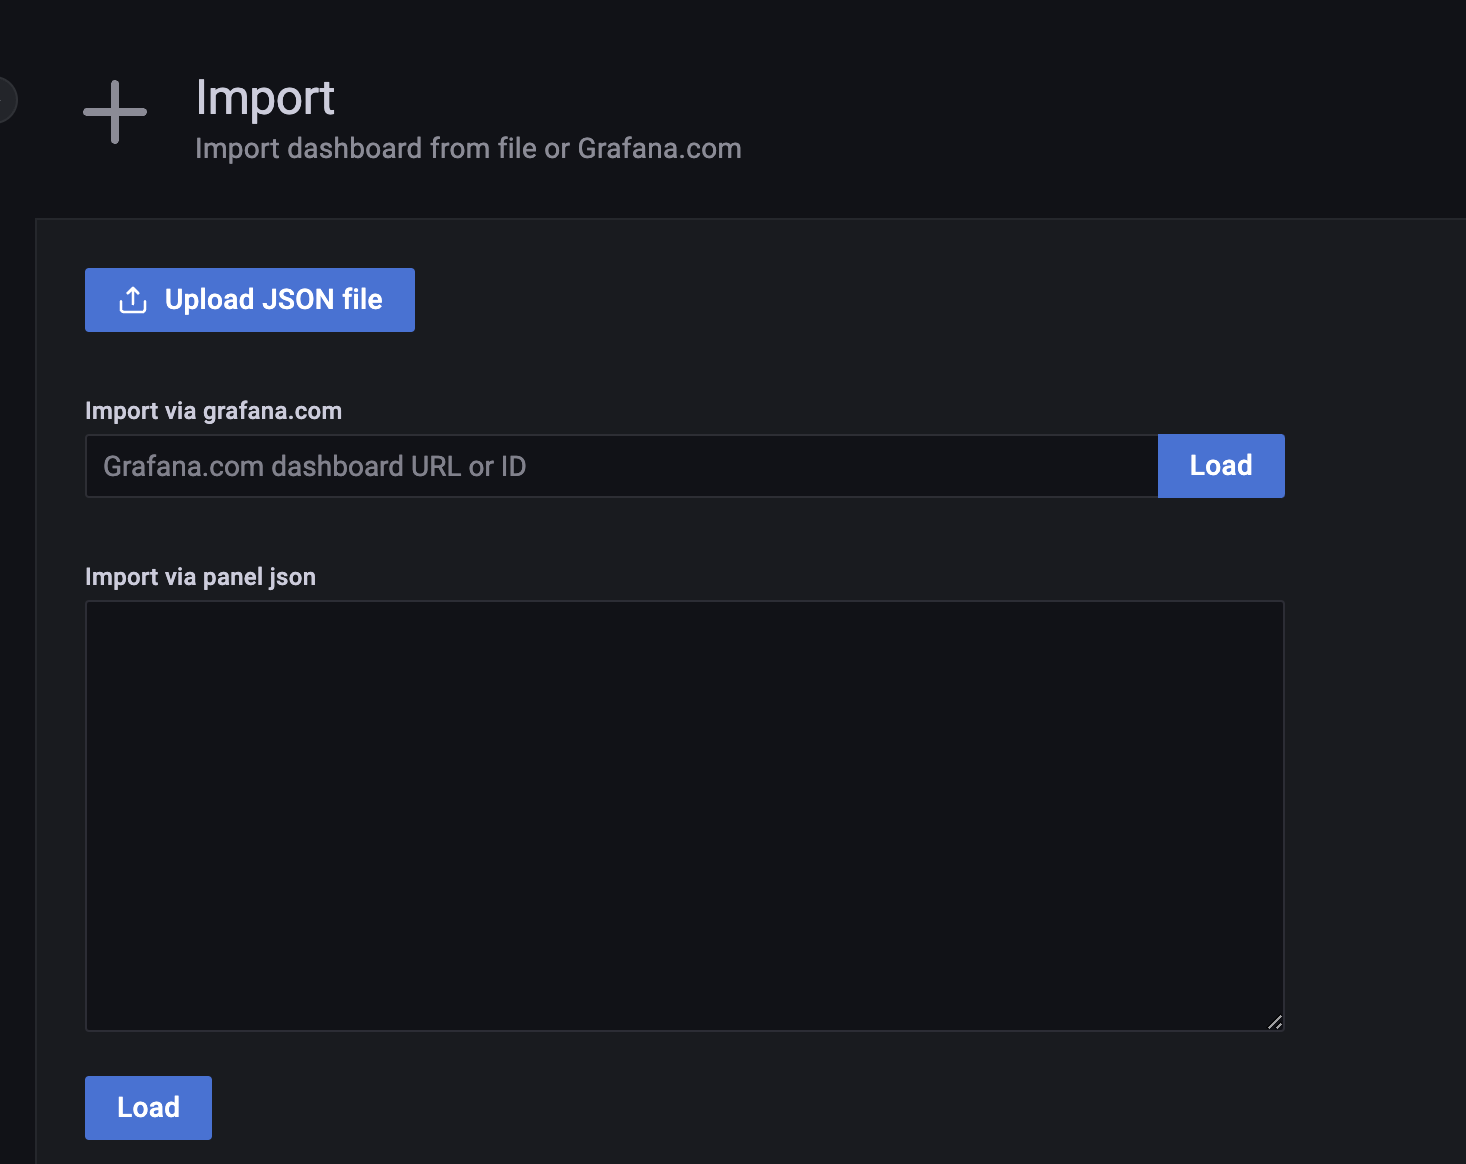 Import
Import dashboard from file or Grafana.com
Upload JSON file
Import via grafana.com
Grafana.com dashboard URL or ID
Load
Import via panel json
Load